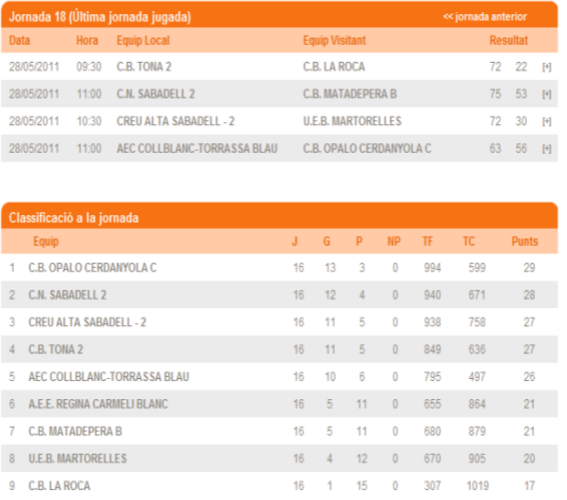 Jornada 18 (Última jornada jugada) << jornada anterior
Data Hora Equip Local Equip Visitant Resultat
28/05/2011 09:30 C.B. TONA 2 C.B. LA ROCA 72 22 [+]
28/05/2011 11:00 C.N. SABADELL 2 C.B. MATADEPERA B 75 53 [+]
28/05/2011 10:30 CREU ALTA SABADELL - 2 U.E.B. MARTORELLES 72 30 [+]
28/05/2011 11:00 AEC COLLBLANC-TORRASSA BLAU C.B. OPALO CERDANYOLA C 63 56 [+]
Classificació a la jornada
Equip J G P NP TF TC Punts
1 C.B. OPALO CERDANYOLA C 16 13 3 0 994 599 29
2 C.N. SABADELL 2 16 12 4 0 940 671 28
3 CREU ALTA SABADELL - 2 16 11 5 0 938 758 27
4 C.B. TONA 2 16 11 5 0 849 636 27
5 AEC COLLBLANC-TORRASSA BLAU 16 10 6 0 795 497 26
6 A.E.E. REGINA CARMELI BLANC 16 5 11 0 655 864 21
7 C.B. MATADEPERA B 16 5 11 0 680 879 21
8 U.E.B. MARTORELLES 16 4 12 0 670 905 20
9 C.B. LA ROCA 16 1 15 0 307 1019 17